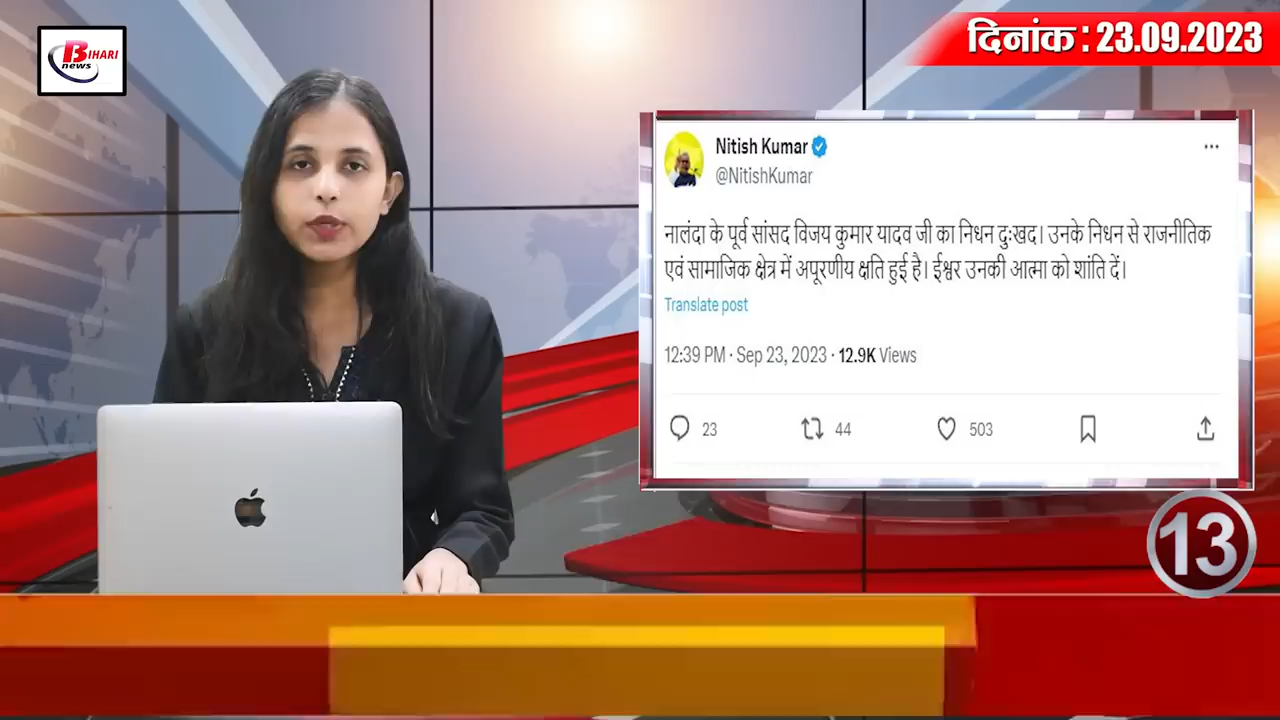 BIHARI
news
दिनांक : 23.09.2023
Nitish Kumar
@NitishKumar
नालंदा के पूर्व सांसद विजय कुमार यादव जी का निधन दुःखद। उनके निधन से राजनीतिक
एवं सामाजिक क्षेत्र में अपूरणीय क्षति हुई है। ईश्वर उनकी आत्मा को शांति दें।
Translate post
12:39 PM · Sep 23, 2023 · 12.9K Views
23 44 503
13